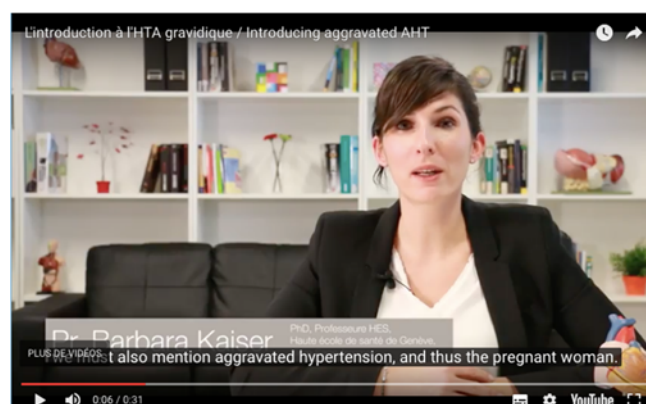 L'introduction à l'HTA gravidique / Introducing aggravated AHT
Dr. Barbara Kaiser
PhD, Professeure HES,
Haute école de santé de Genève,
PLUS DE VIDÉOS
t also mention aggravated hypertension, and thus the pregnant woman.
0:06 / 0:31
YouTube